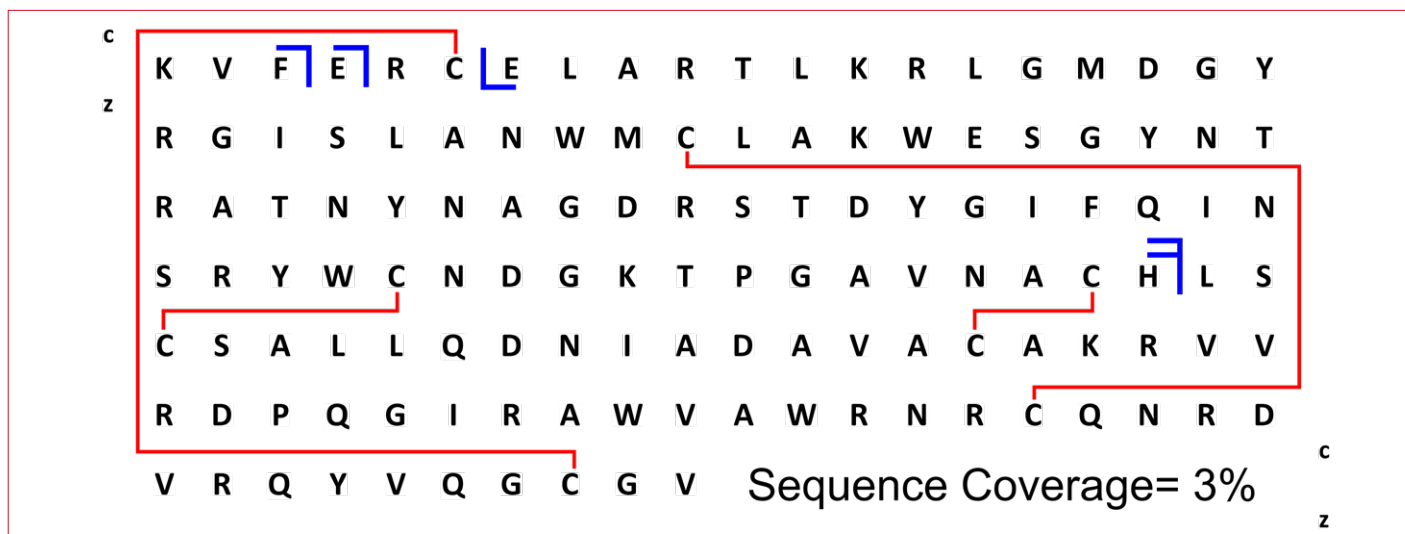 c
K V F E R C E L A R T L K R L G M D G Y
z
R G I S L A N W M C L A K W E S G Y N T
R A T N Y N A G D R S T D Y G I F Q I N
S R Y W C N D G K T P G A V N A C H L S
C S A L L Q D N I A D A V A C A K R V V
R D P Q G I R A W V A W R N R C Q N R D
c
V R Q Y V Q G C G V Sequence Coverage= 3%
z